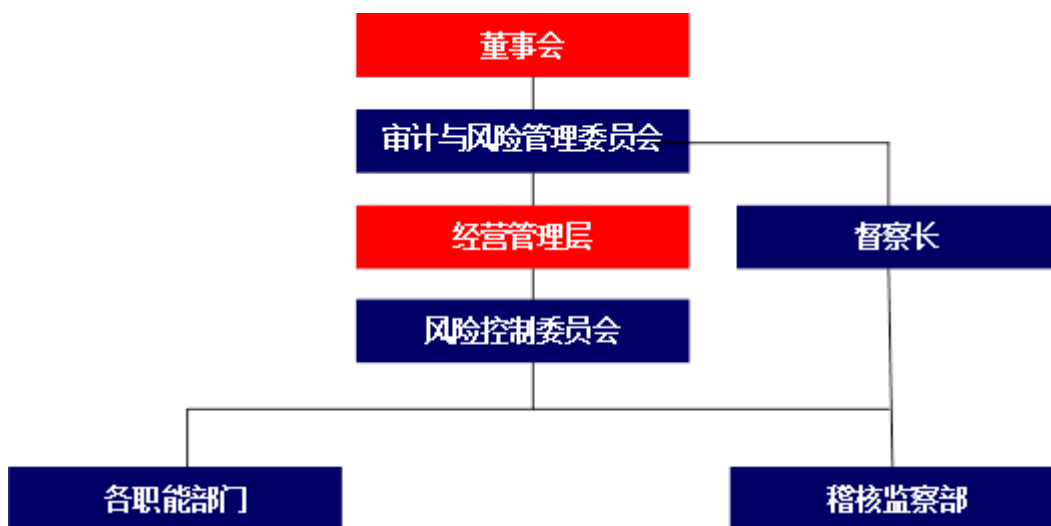 董事会
审计与风险管理委员会
经营管理层
督察长
风险控制委员会
各职能部门
稽核监察部